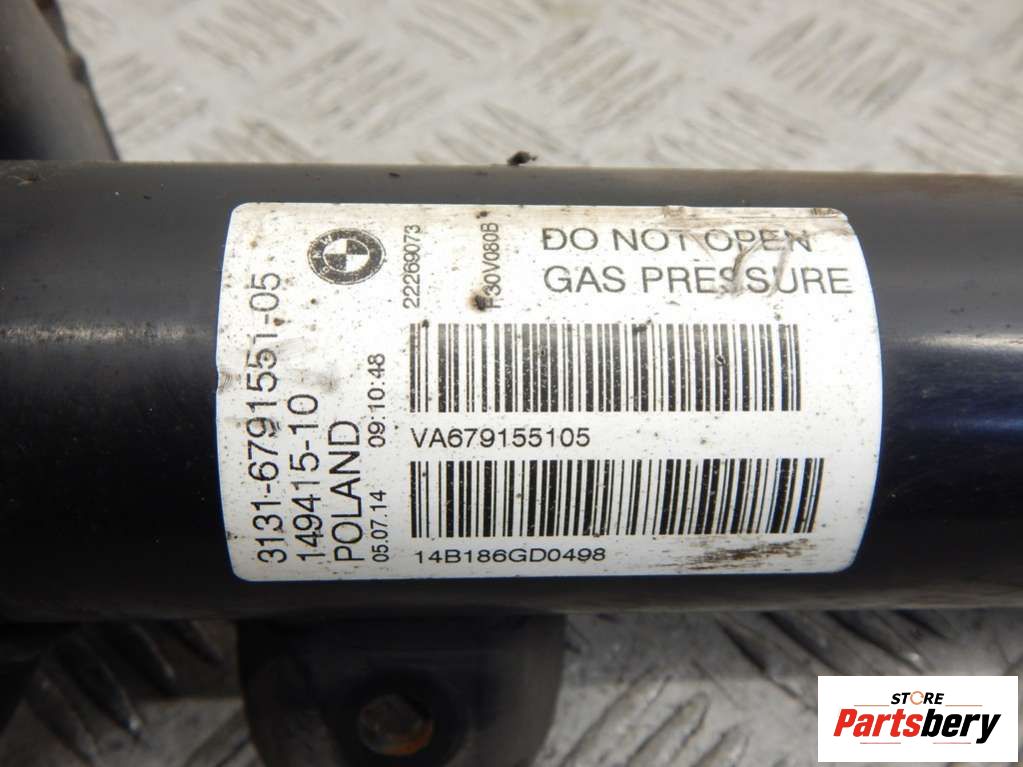 DO NOT OPEN
GAS PRESSURE
22269073
F30V080B
VA679155105
14B186GD0498
3131-6791551-05
149415-10
POLAND
05.07.14 09:10:48
STORE
Partsbery